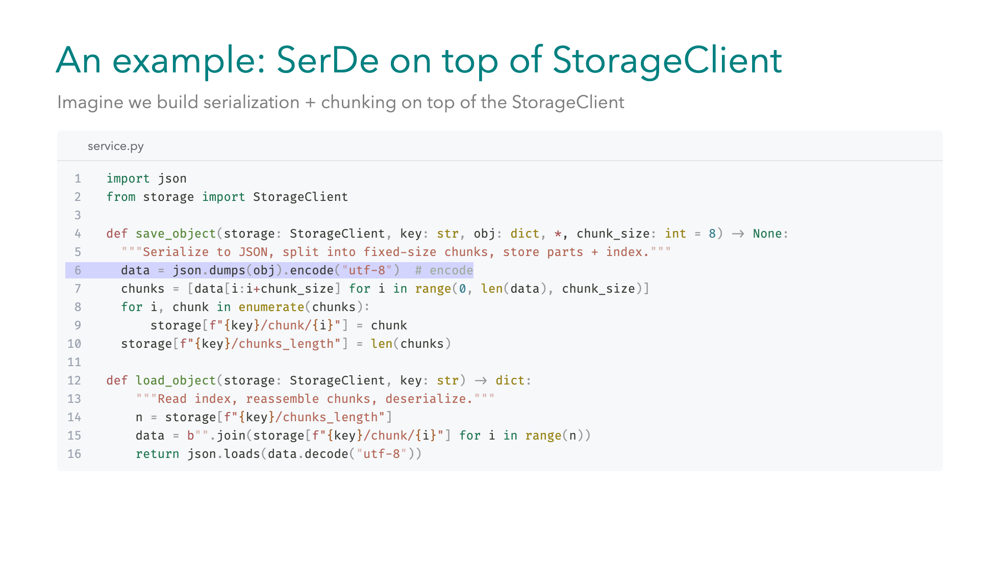 An example: SerDe on top of StorageClient
Imagine we build serialization + chunking on top of the StorageClient
service.py
1 import json
2 from storage import StorageClient
3
4 def save_object(storage: StorageClient, key: str, obj: dict, *, chunk_size: int = 8) -> None:
5   """Serialize to JSON, split into fixed-size chunks, store parts + index."""
6   data = json.dumps(obj).encode("utf-8")  # encode
7   chunks = [data[i:i+chunk_size] for i in range(0, len(data), chunk_size)]
8   for i, chunk in enumerate(chunks):
9       storage[f"{key}/chunk/{i}"] = chunk
10   storage[f"{key}/chunks_length"] = len(chunks)
11
12 def load_object(storage: StorageClient, key: str) -> dict:
13     """Read index, reassemble chunks, deserialize."""
14     n = storage[f"{key}/chunks_length"]
15     data = b"".join(storage[f"{key}/chunk/{i}"] for i in range(n))
16     return json.loads(data.decode("utf-8"))